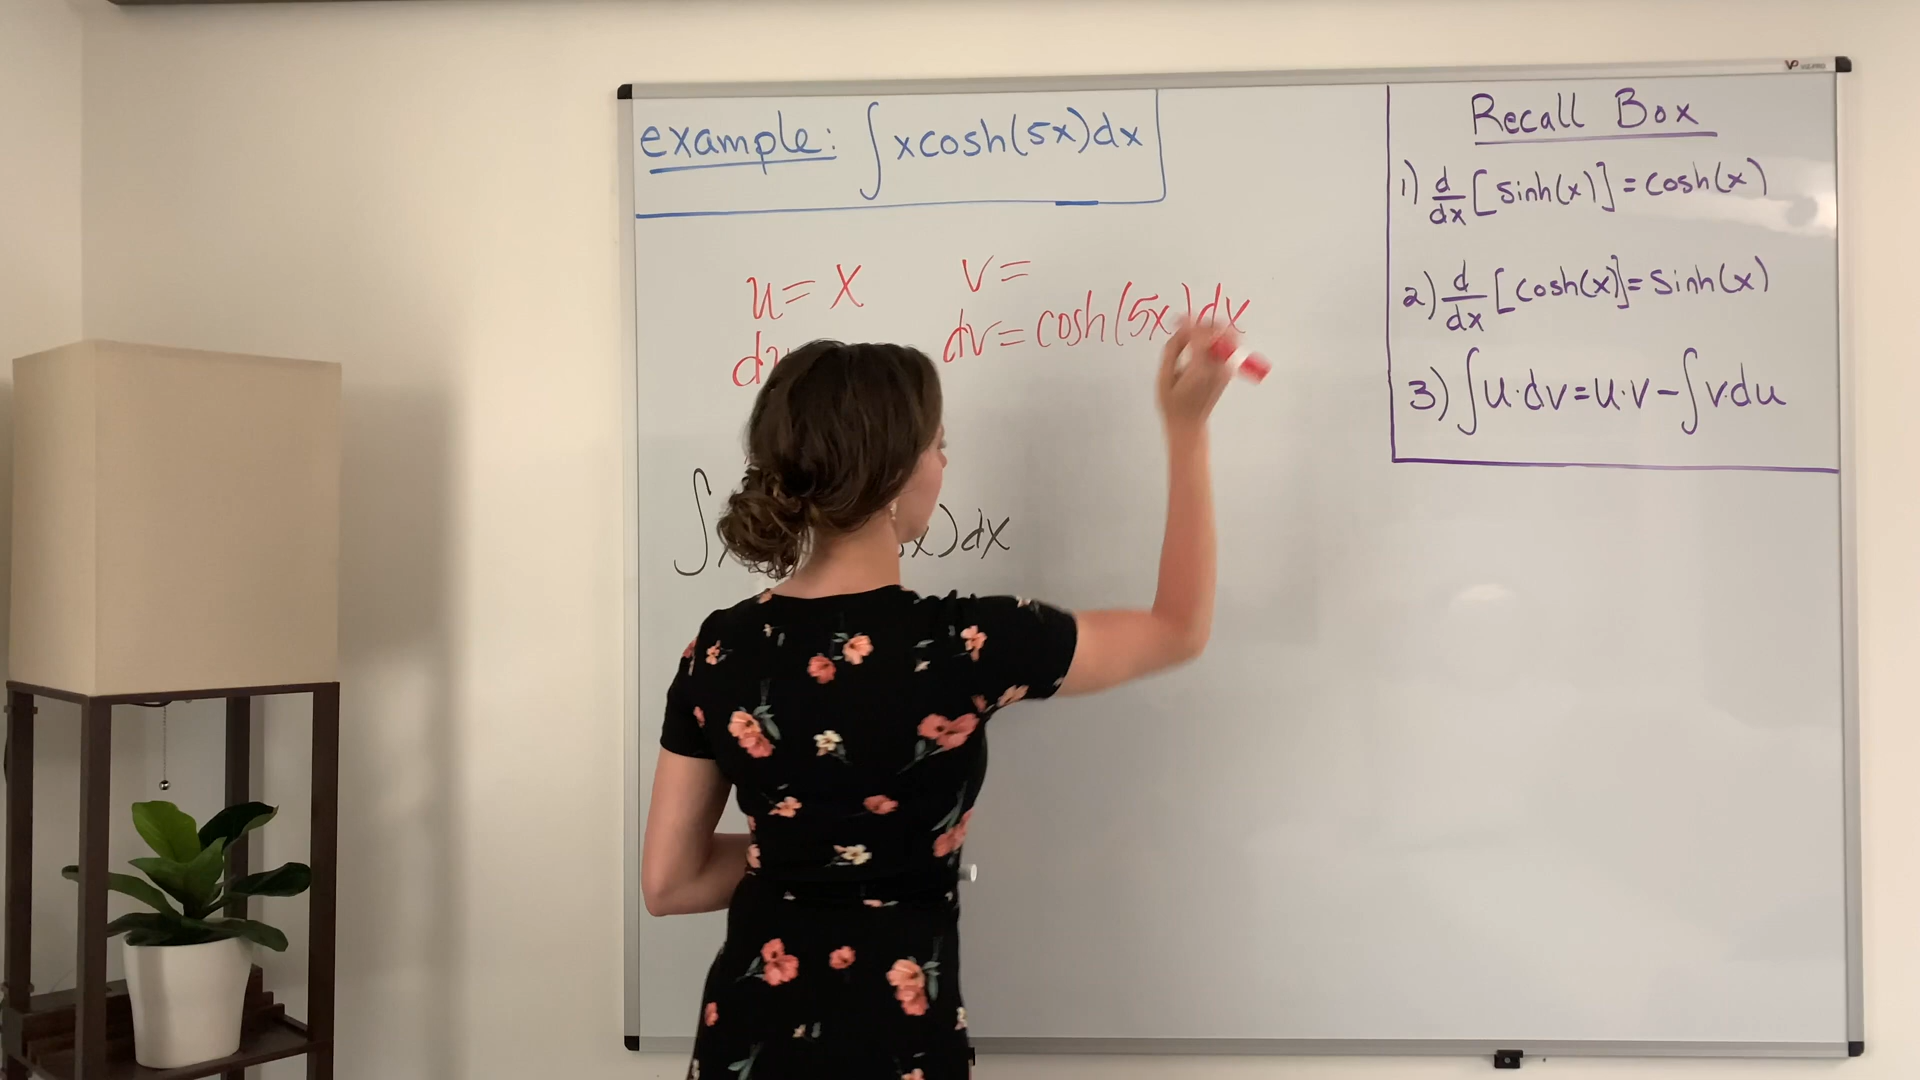 example: ∫xcosh(5x)dx
u = x
v =
du
dv = cosh(5x)dx
∫x x)dx
Recall Box
1) d/dx [sinh(x)] = cosh(x)
2) d/dx [cosh(x)] = sinh(x)
3) ∫u·dv = u·v - ∫v·du